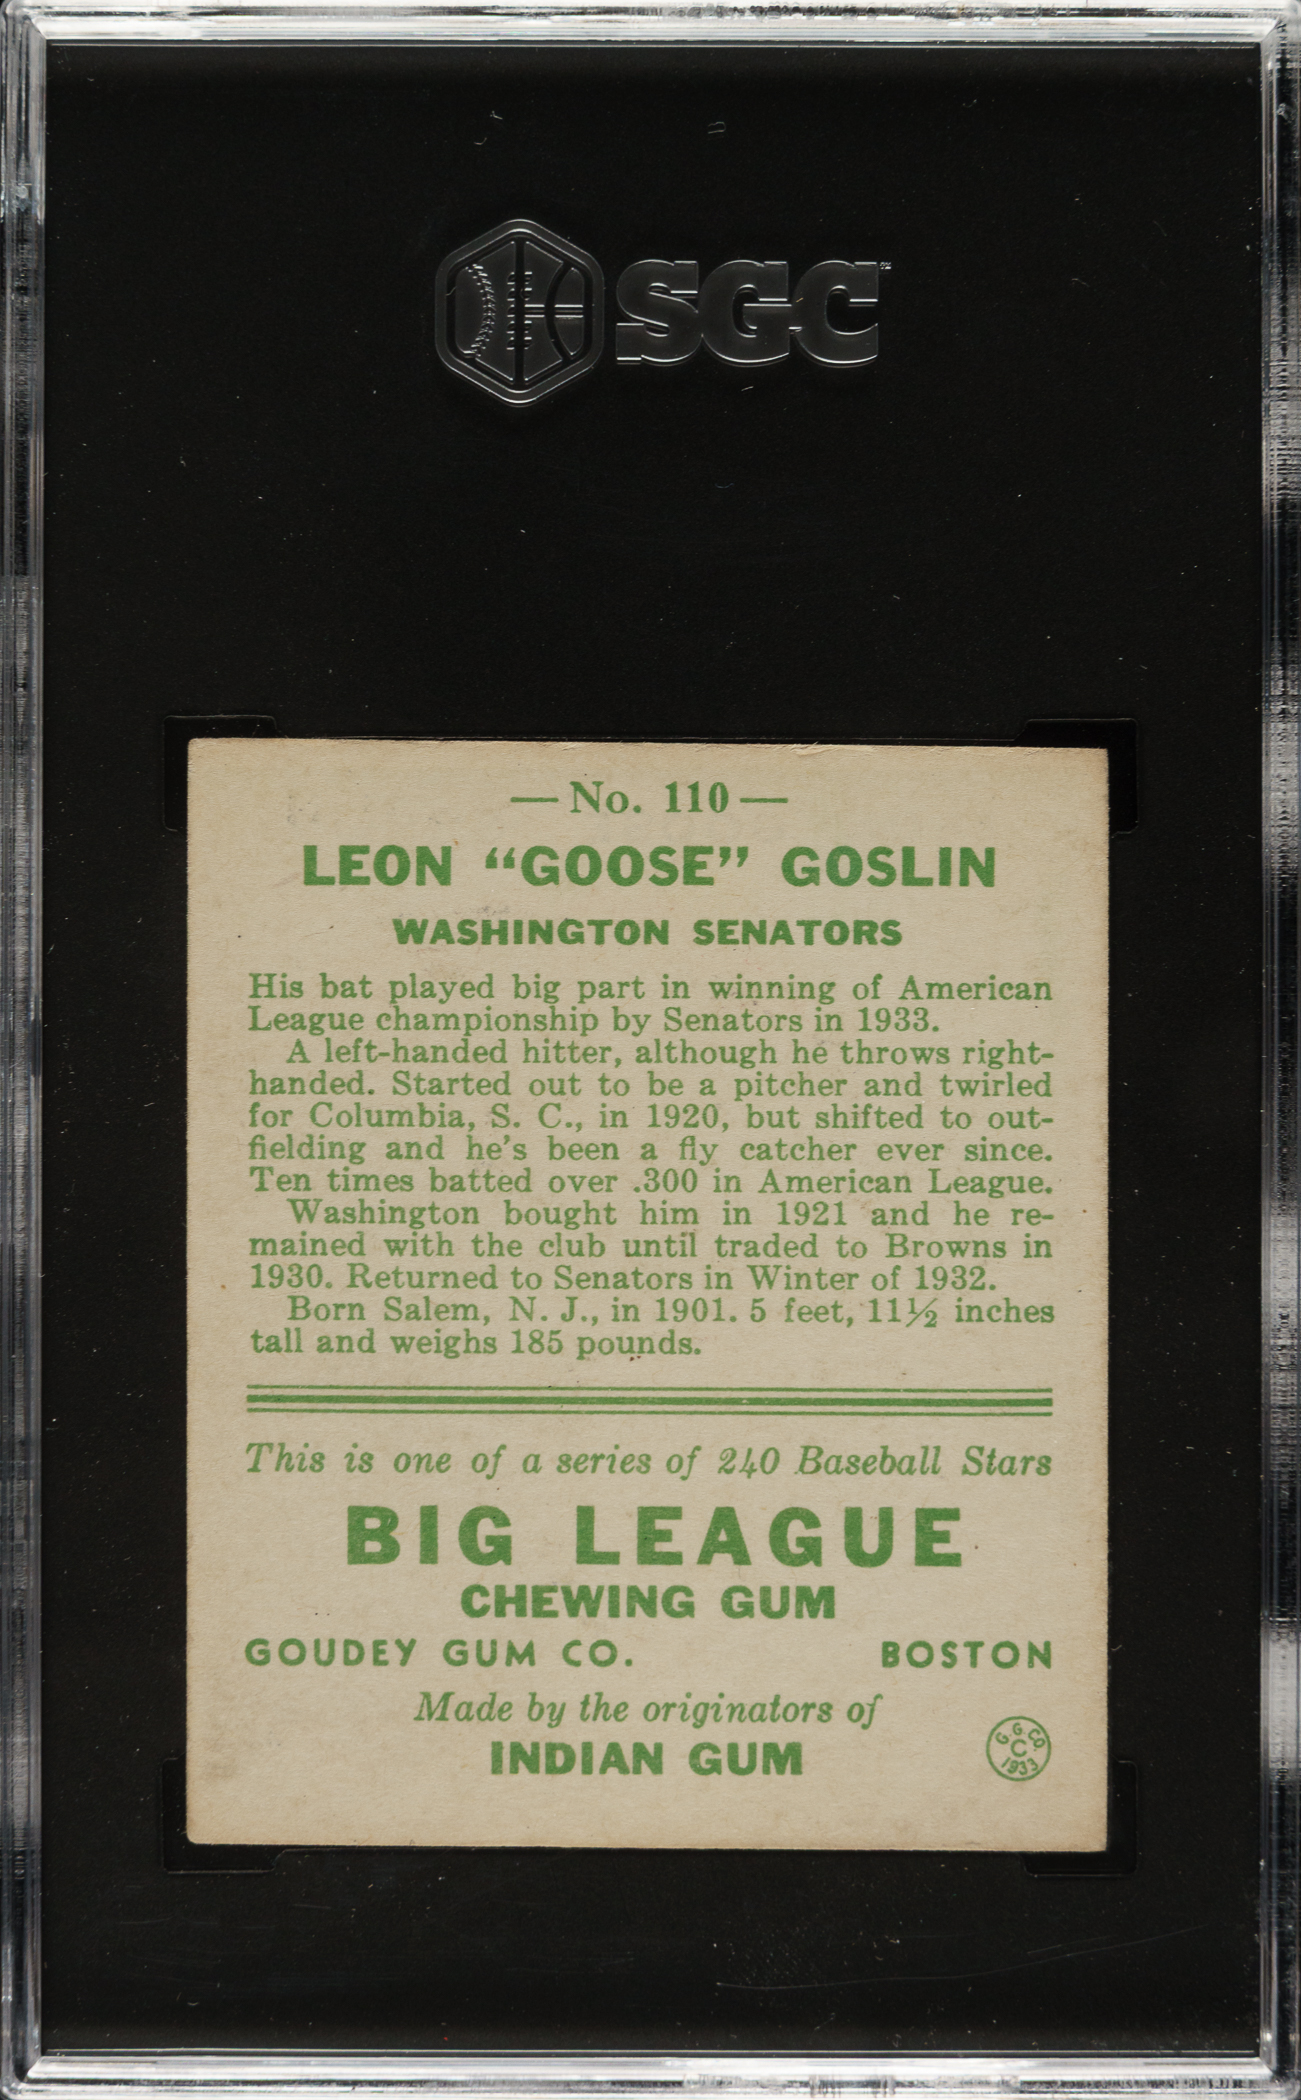 SGC
—No. 110—
LEON “GOOSE” GOSLIN
WASHINGTON SENATORS
His bat played big part in winning of American
League championship by Senators in 1933.
A left-handed hitter, although he throws right-
handed. Started out to be a pitcher and twirled
for Columbia, S. C., in 1920, but shifted to out-
fielding and he's been a fly catcher ever since.
Ten times batted over .300 in American League.
Washington bought him in 1921 and he re-
mained with the club until traded to Browns in
1930. Returned to Senators in Winter of 1932.
Born Salem, N. J., in 1901. 5 feet, 11½ inches
tall and weighs 185 pounds.
This is one of a series of 240 Baseball Stars
BIG LEAGUE
CHEWING GUM
GOUDEY GUM CO. BOSTON
Made by the originators of
INDIAN GUM
G. G. CO.
C
1933